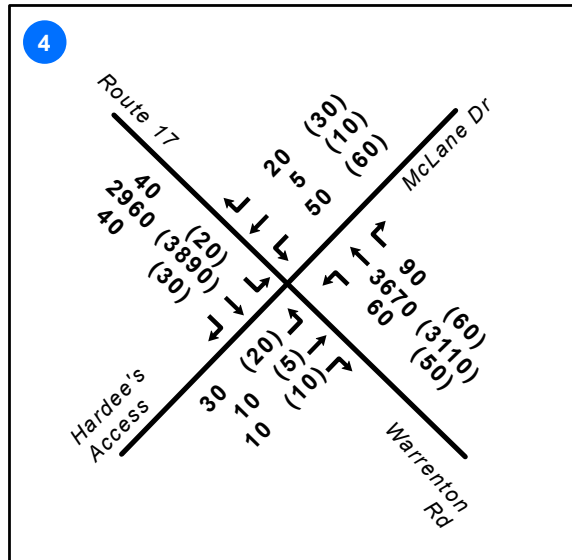 4
Route 17
McLane Dr
20 (30)
5 (10)
50 (60)
40 (20)
2960 (3890)
40 (30)
90 (60)
3670 (3110)
60 (50)
30 (20)
10 (5)
10 (10)
Hardee's
Access
Warrenton
Rd